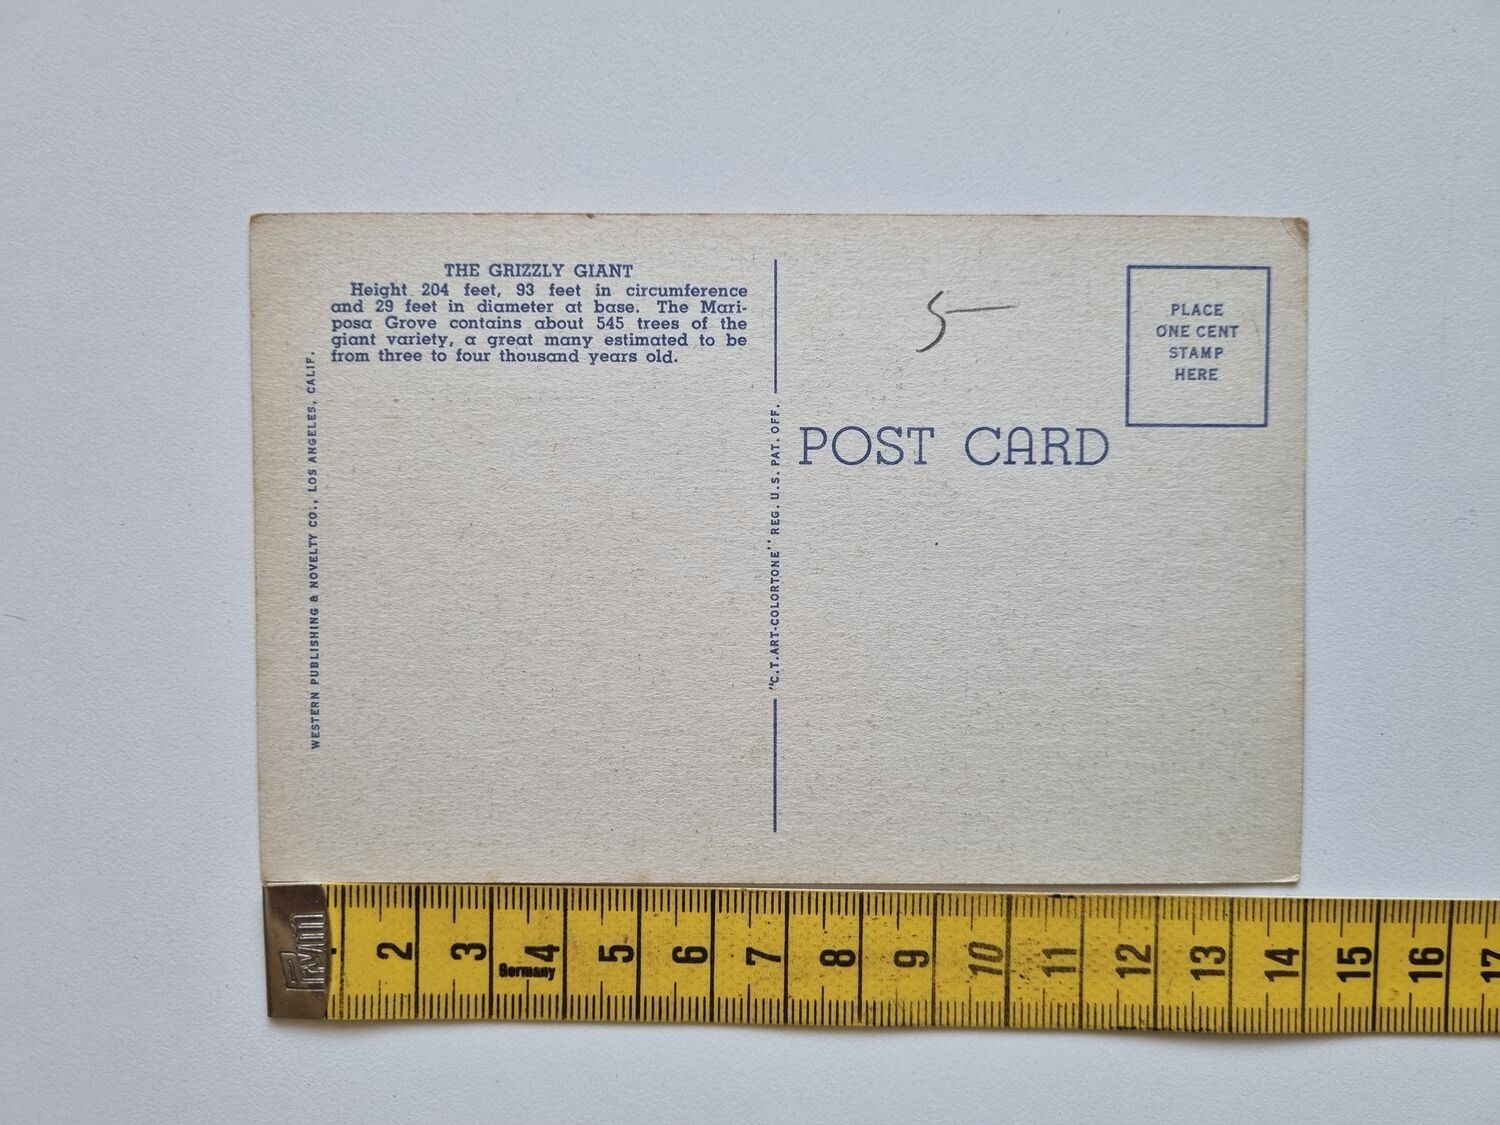 THE GRIZZLY GIANT
Height 204 feet, 93 feet in circumference
and 29 feet in diameter at base. The Mari-
posa Grove contains about 545 trees of the
giant variety, a great many estimated to be
from three to four thousand years old.
WESTERN PUBLISHING & NOVELTY CO., LOS ANGELES, CALIF.
"C.T.ART-COLORTONE" REG. U.S. PAT. OFF.
5-
PLACE
ONE CENT
STAMP
HERE
POST CARD
Prym
2 3 4 5 6 7 8 9 10 11 12 13 14 15 16 17
Germany